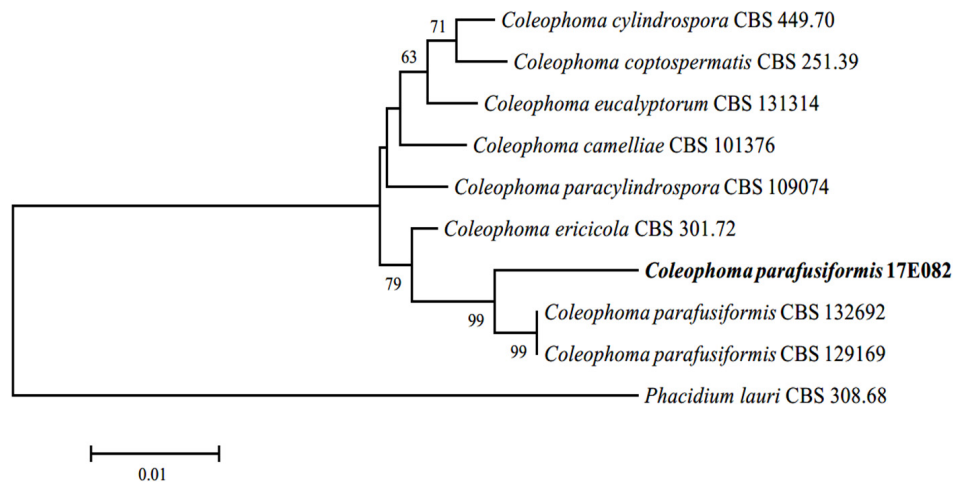 Coleophoma cylindrospora CBS 449.70
71
Coleophoma coptospermatis CBS 251.39
63
Coleophoma eucalyptorum CBS 131314
Coleophoma camelliae CBS 101376
Coleophoma paracylindrospora CBS 109074
Coleophoma ericicola CBS 301.72
Coleophoma parafusiformis 17E082
79
Coleophoma parafusiformis CBS 132692
99
Coleophoma parafusiformis CBS 129169
99
Phacidium lauri CBS 308.68
0.01